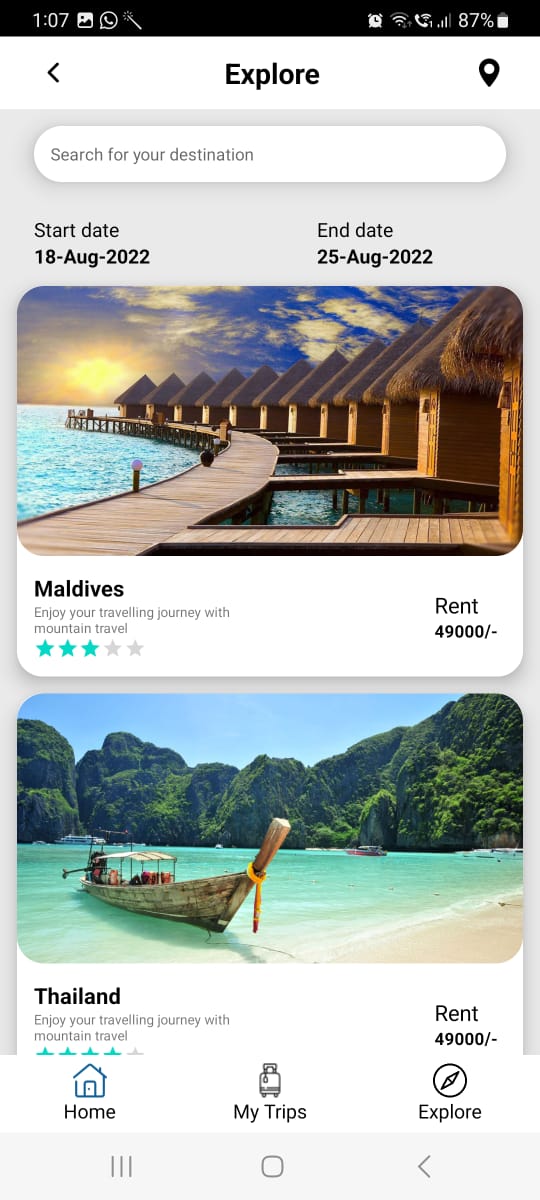 1:07
87%
Explore
Search for your destination
Start date
End date
18-Aug-2022
25-Aug-2022
Maldives
Enjoy your travelling journey with
mountain travel
Rent
49000/-
Thailand
Enjoy your travelling journey with
mountain travel
Rent
49000/-
Home
My Trips
Explore